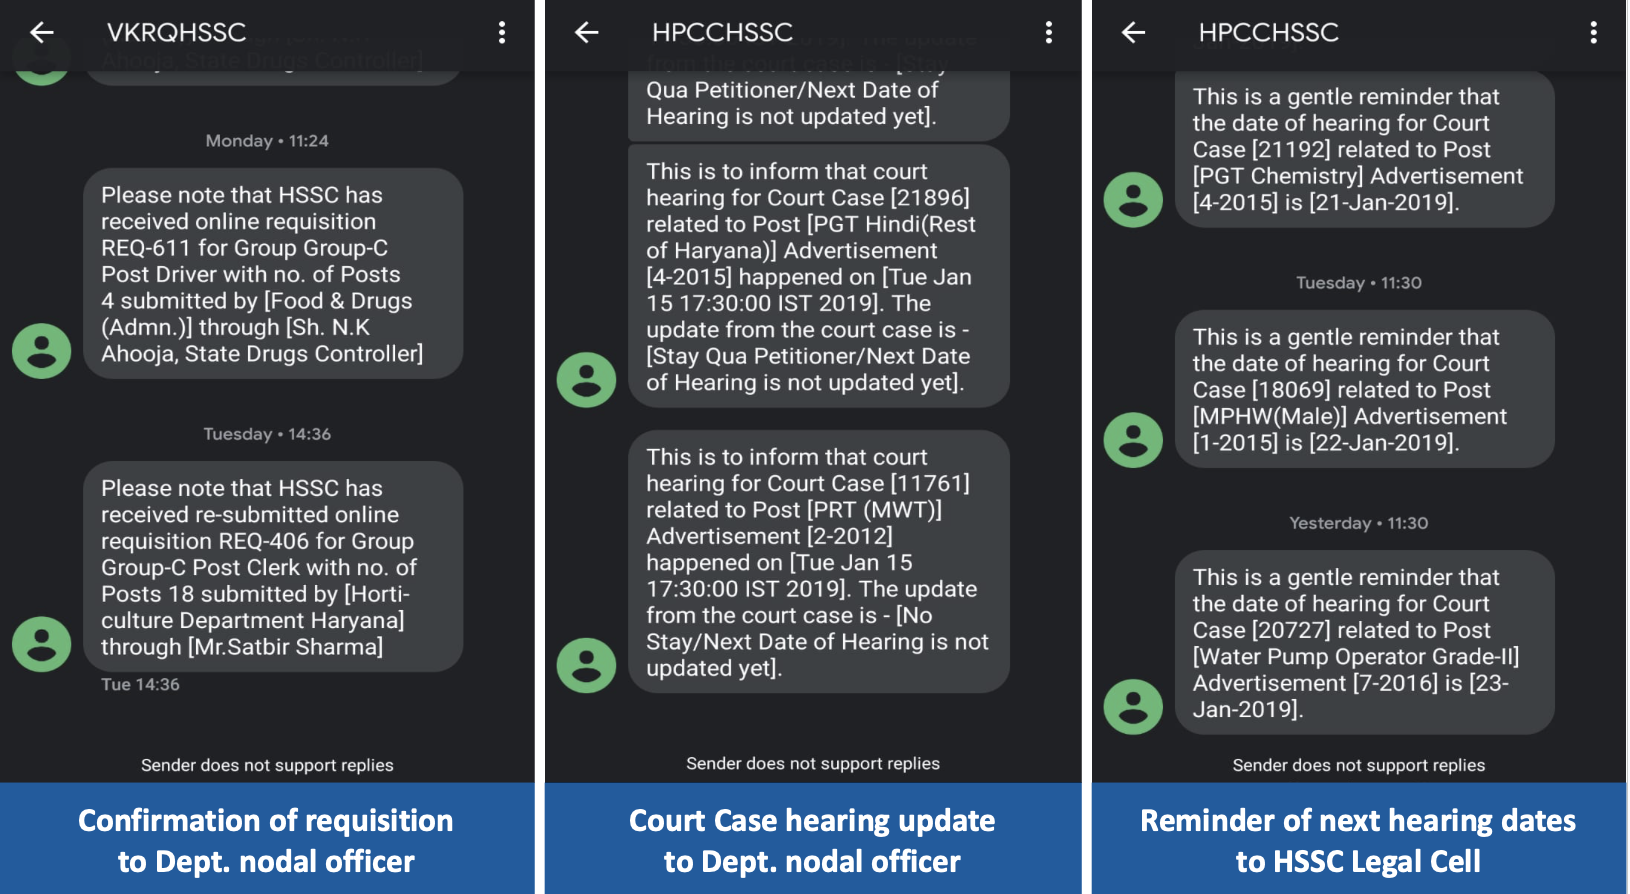 VKRQHSSC
Ahooja, State Drugs Controller]
Monday • 11:24
Please note that HSSC has
received online requisition
REQ-611 for Group Group-C
Post Driver with no. of Posts
4 submitted by [Food & Drugs
(Admn.)] through [Sh. N.K
Ahooja, State Drugs Controller]
Tuesday • 14:36
Please note that HSSC has
received re-submitted online
requisition REQ-406 for Group
Group-C Post Clerk with no. of
Posts 18 submitted by [Horti-
culture Department Haryana]
through [Mr.Satbir Sharma]
Tue 14:36
Sender does not support replies
Confirmation of requisition
to Dept. nodal officer
HPCCHSSC
from the court case is - [Stay
Qua Petitioner/Next Date of
Hearing is not updated yet].
This is to inform that court
hearing for Court Case [21896]
related to Post [PGT Hindi(Rest
of Haryana)] Advertisement
[4-2015] happened on [Tue Jan
15 17:30:00 IST 2019]. The
update from the court case is -
[Stay Qua Petitioner/Next Date
of Hearing is not updated yet].
This is to inform that court
hearing for Court Case [11761]
related to Post [PRT (MWT)]
Advertisement [2-2012]
happened on [Tue Jan 15
17:30:00 IST 2019]. The update
from the court case is - [No
Stay/Next Date of Hearing is not
updated yet].
Sender does not support replies
Court Case hearing update
to Dept. nodal officer
HPCCHSSC
This is a gentle reminder that
the date of hearing for Court
Case [21192] related to Post
[PGT Chemistry] Advertisement
[4-2015] is [21-Jan-2019].
Tuesday • 11:30
This is a gentle reminder that
the date of hearing for Court
Case [18069] related to Post
[MPHW(Male)] Advertisement
[1-2015] is [22-Jan-2019].
Yesterday • 11:30
This is a gentle reminder that
the date of hearing for Court
Case [20727] related to Post
[Water Pump Operator Grade-II]
Advertisement [7-2016] is [23-
Jan-2019].
Sender does not support replies
Reminder of next hearing dates
to HSSC Legal Cell